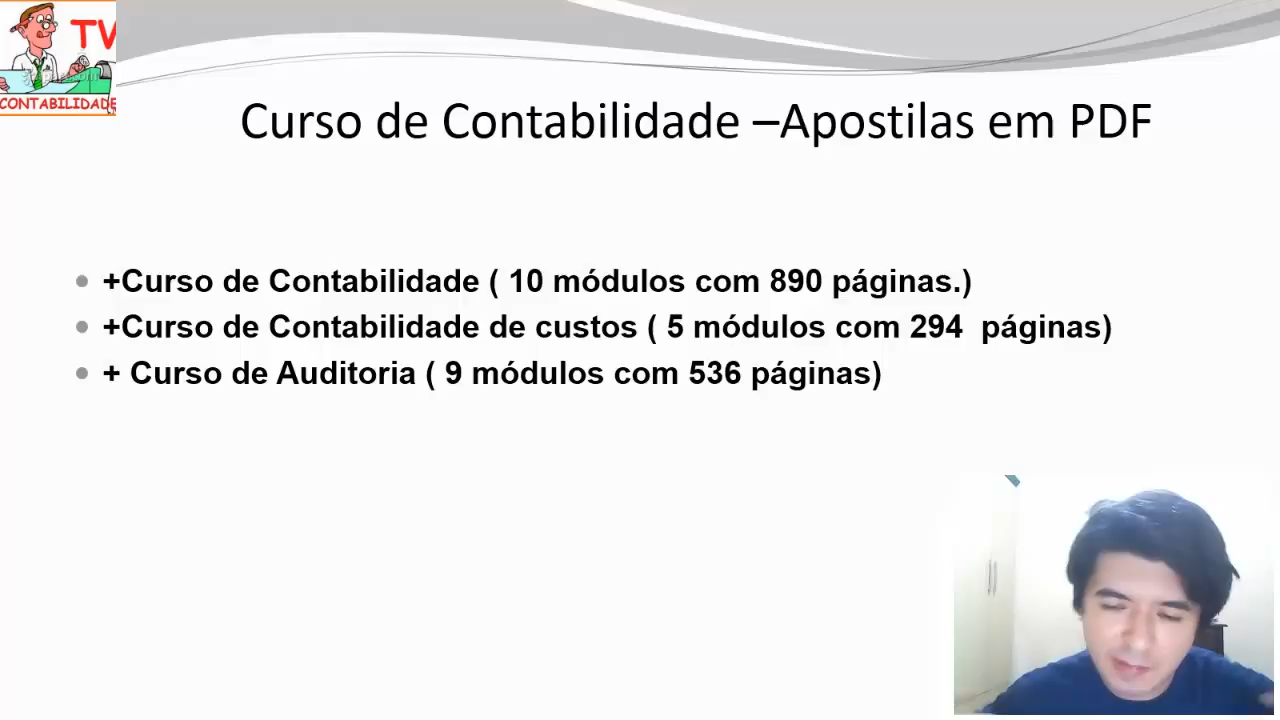 TV
CONTABILIDADE
Curso de Contabilidade –Apostilas em PDF
+Curso de Contabilidade ( 10 módulos com 890 páginas.)
+Curso de Contabilidade de custos ( 5 módulos com 294 páginas)
+ Curso de Auditoria ( 9 módulos com 536 páginas)